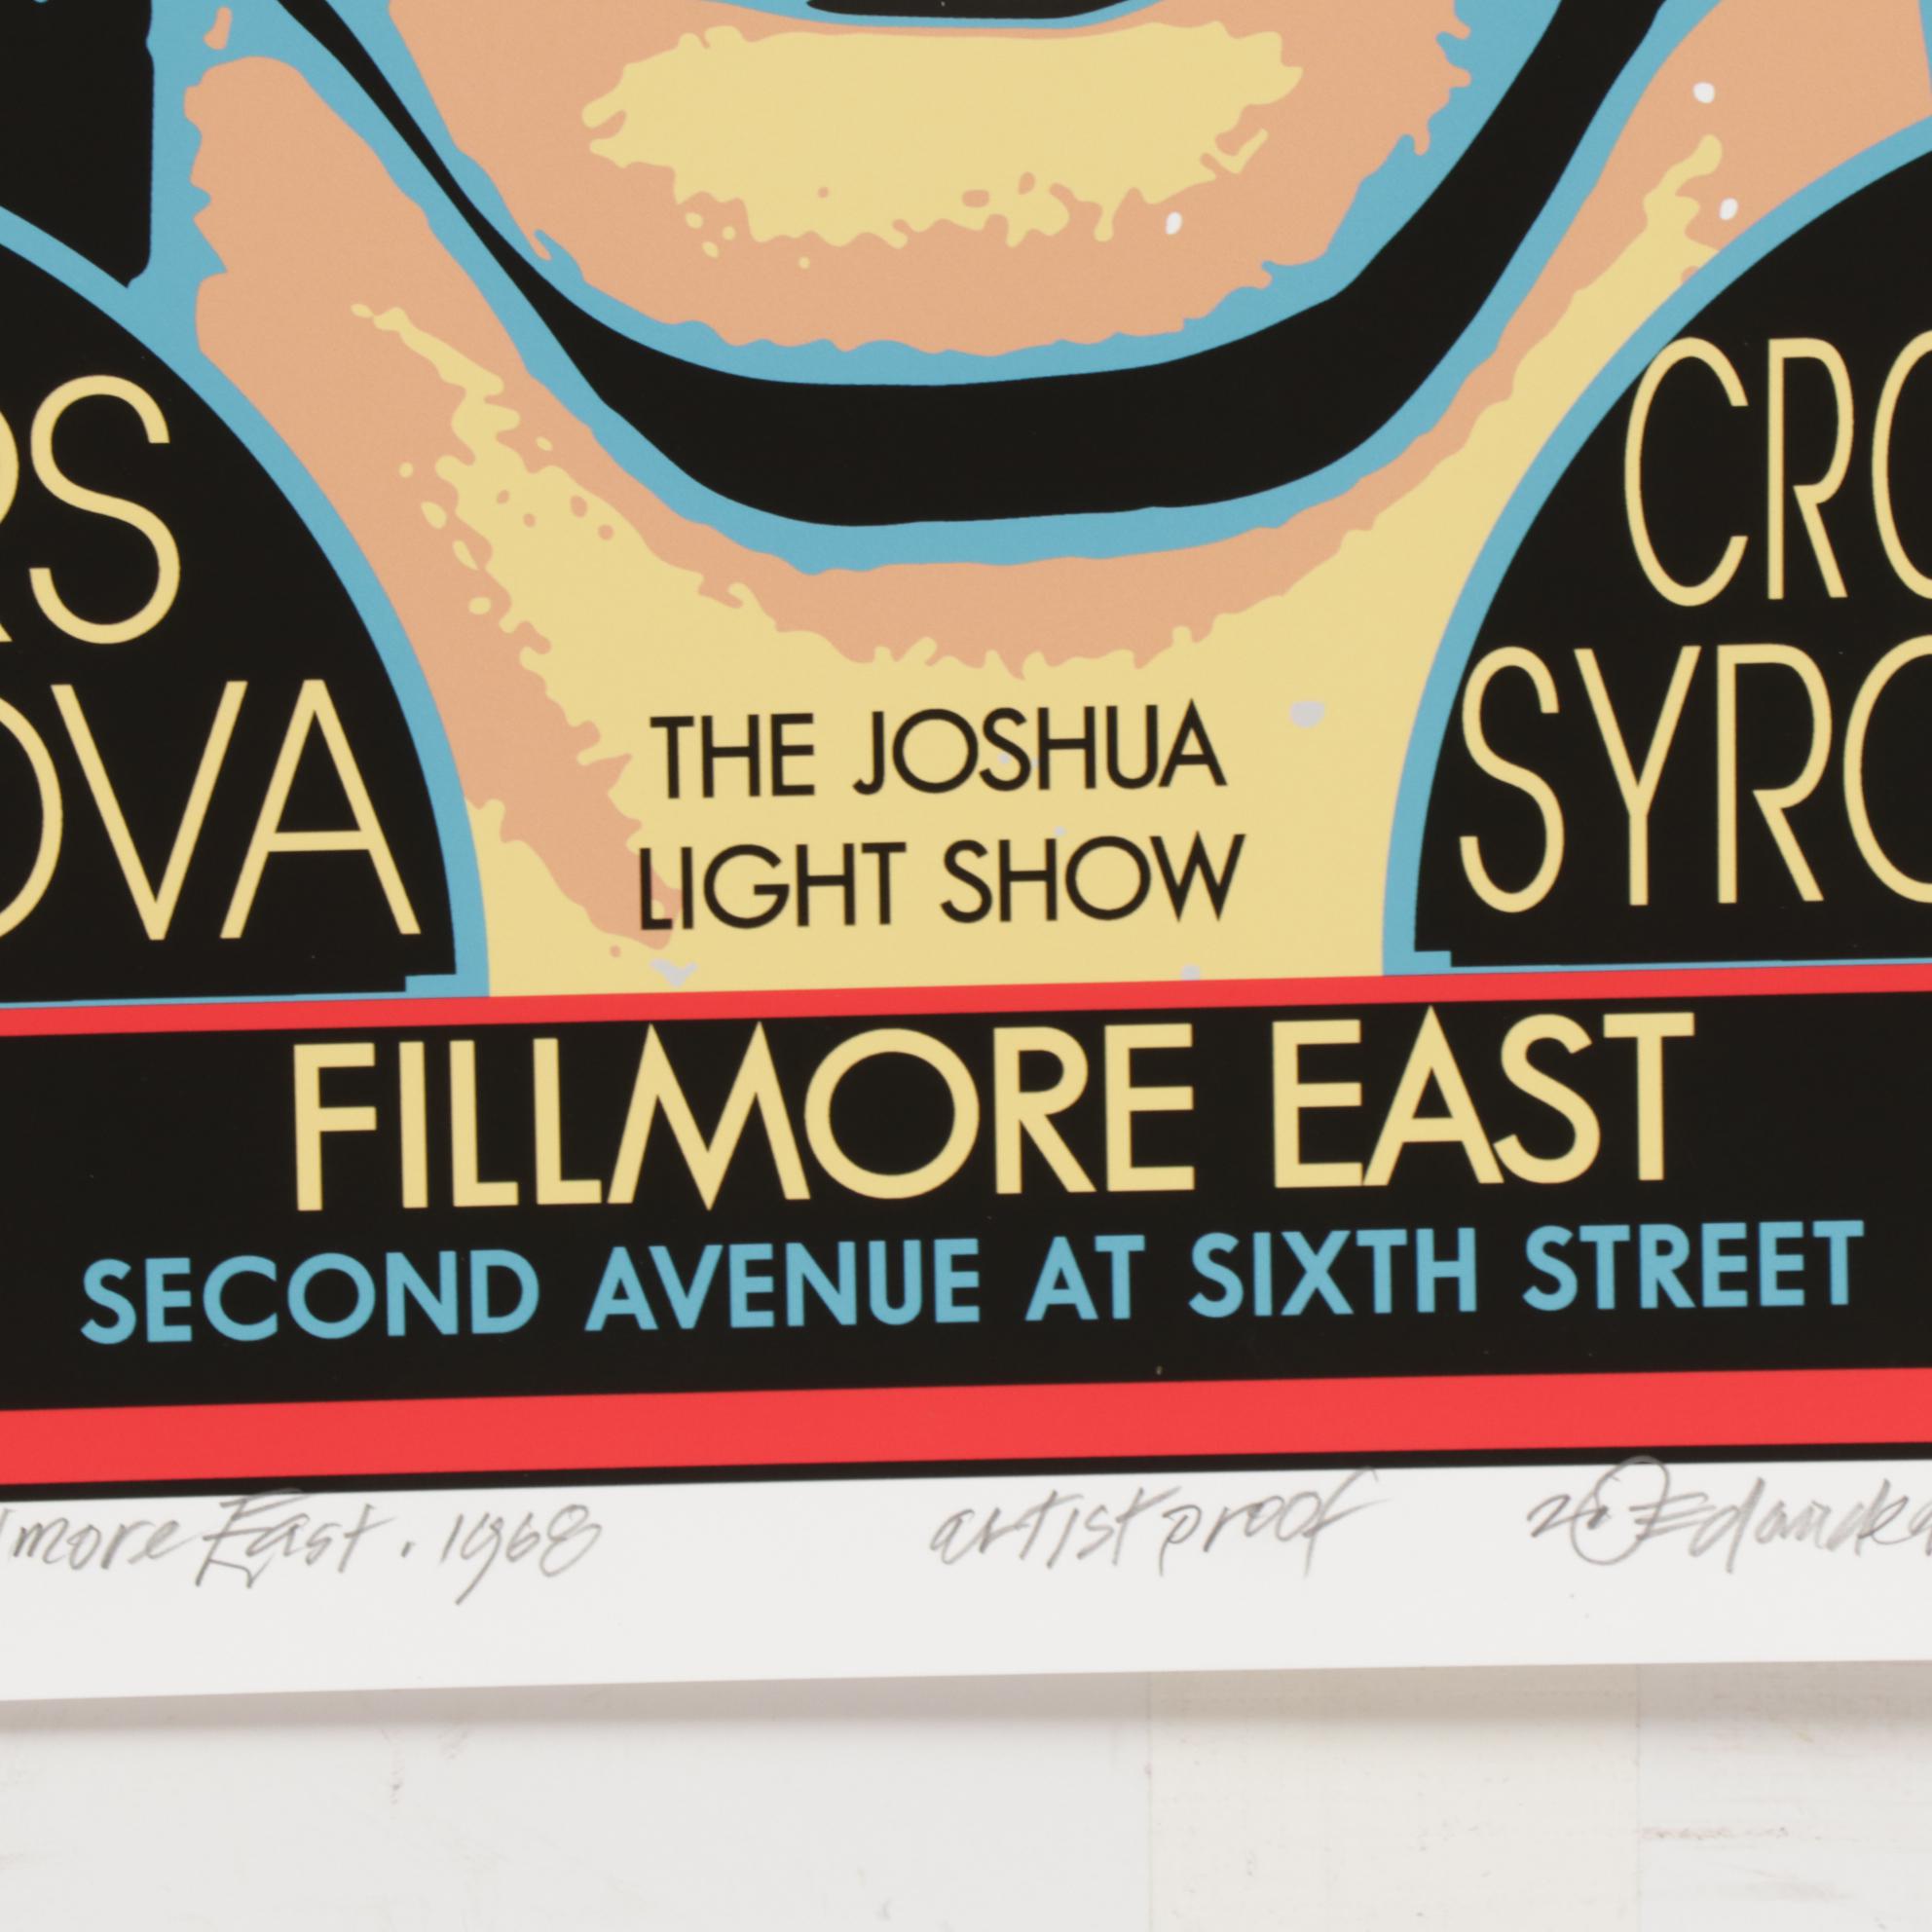 RS
OVA
THE JOSHUA
LIGHT SHOW
CRO
SYRO
FILLMORE EAST
SECOND AVENUE AT SIXTH STREET
more East. 1968
artist proof